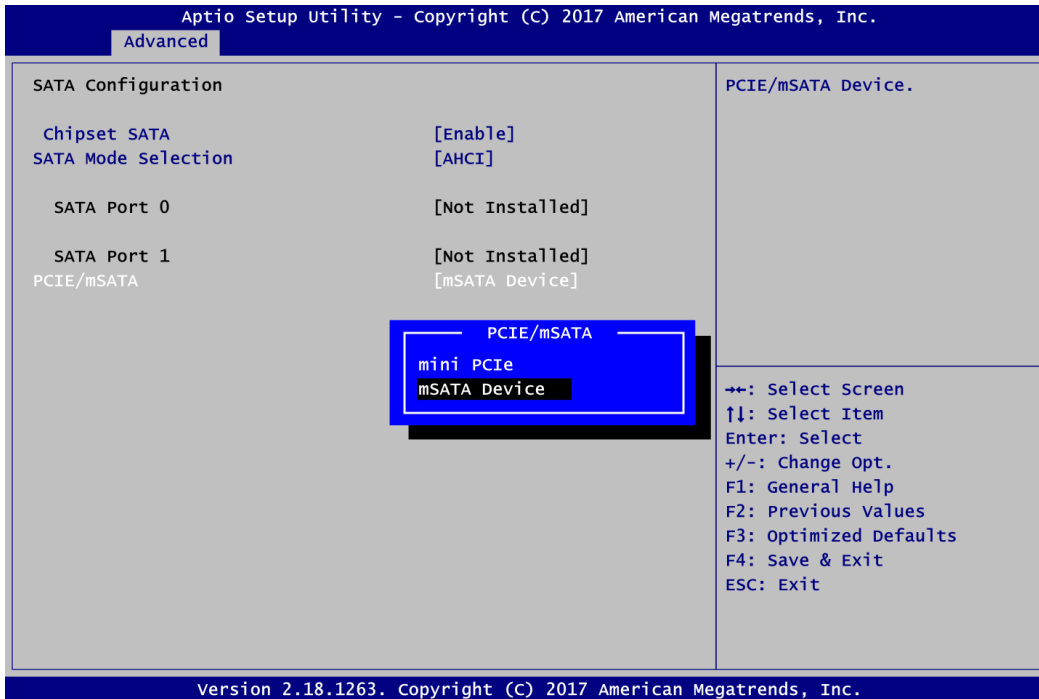 Aptio Setup Utility - Copyright (C) 2017 American Megatrends, Inc.
Advanced
SATA Configuration
Chipset SATA [Enable]
SATA Mode Selection [AHCI]
SATA Port 0 [Not Installed]
SATA Port 1 [Not Installed]
PCIE/mSATA [mSATA Device]
PCIE/mSATA
mini PCIe
mSATA Device
PCIE/mSATA Device.
→←: Select Screen
↑↓: Select Item
Enter: Select
+/-: Change Opt.
F1: General Help
F2: Previous Values
F3: Optimized Defaults
F4: Save & Exit
ESC: Exit
Version 2.18.1263. Copyright (C) 2017 American Megatrends, Inc.